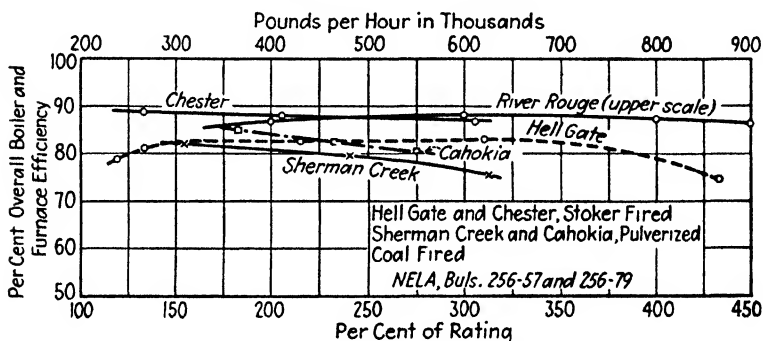 Pounds per Hour in Thousands
200 300 400 500 600 700 800 900
Per Cent Overall Boiler and
Furnace Efficiency
100
90
80
70
60
50
Chester
River Rouge (upper scale)
Hell Gate
Cahokia
Sherman Creek
Hell Gate and Chester, Stoker Fired
Sherman Creek and Cahokia, Pulverized
Coal Fired
NELA, Buls. 256-57 and 256-79
100 150 200 250 300 350 400 450
Per Cent of Rating